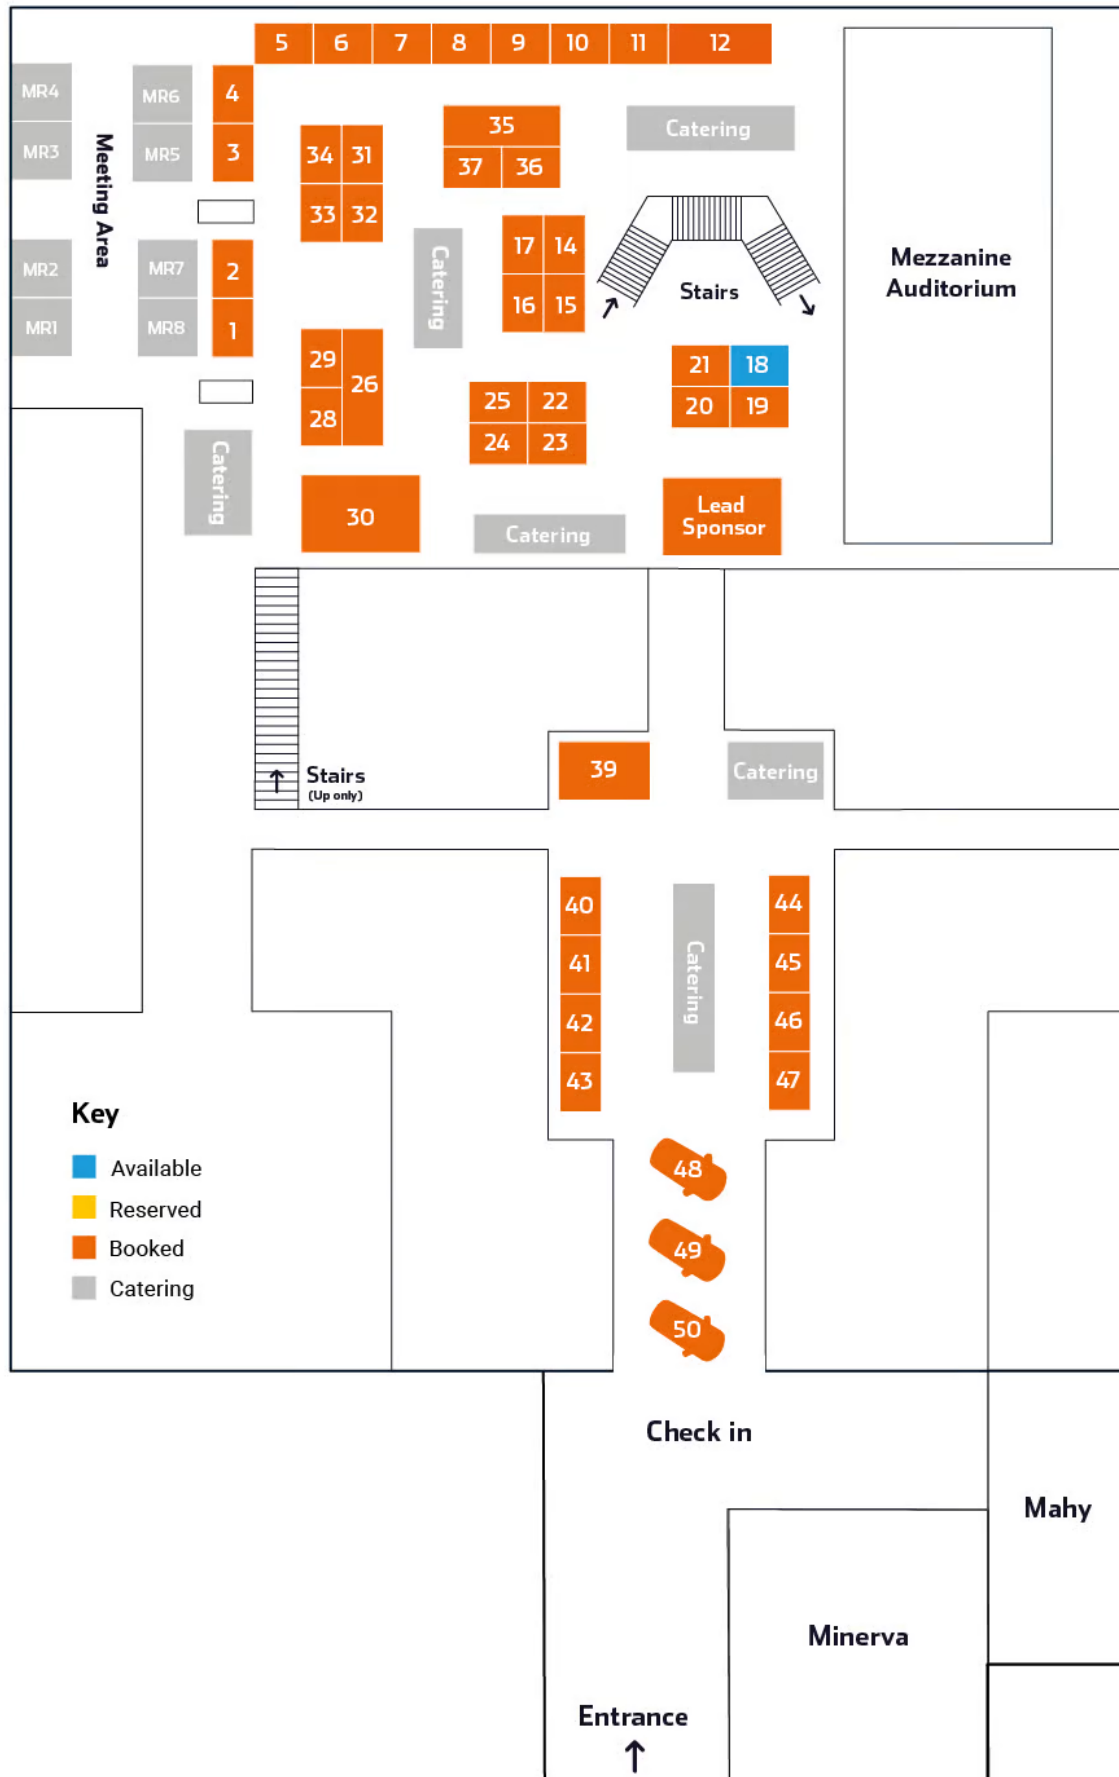 5 6 7 8 9 10 11 12
MR4 MR6 4
MR3 MR5 3
Meeting Area
MR2 MR7 2
MR1 MR8 1
34 31
33 32
35
37 36
Catering
Catering
17 14
16 15
Stairs
Mezzanine
Auditorium
29 26
28
25 22
24 23
21 18
20 19
Catering
30
Catering
Lead
Sponsor
Stairs
(Up only)
39
Catering
40
41
42
43
Catering
44
45
46
47
Key
Available
Reserved
Booked
Catering
48
49
50
Check in
Mahy
Minerva
Entrance